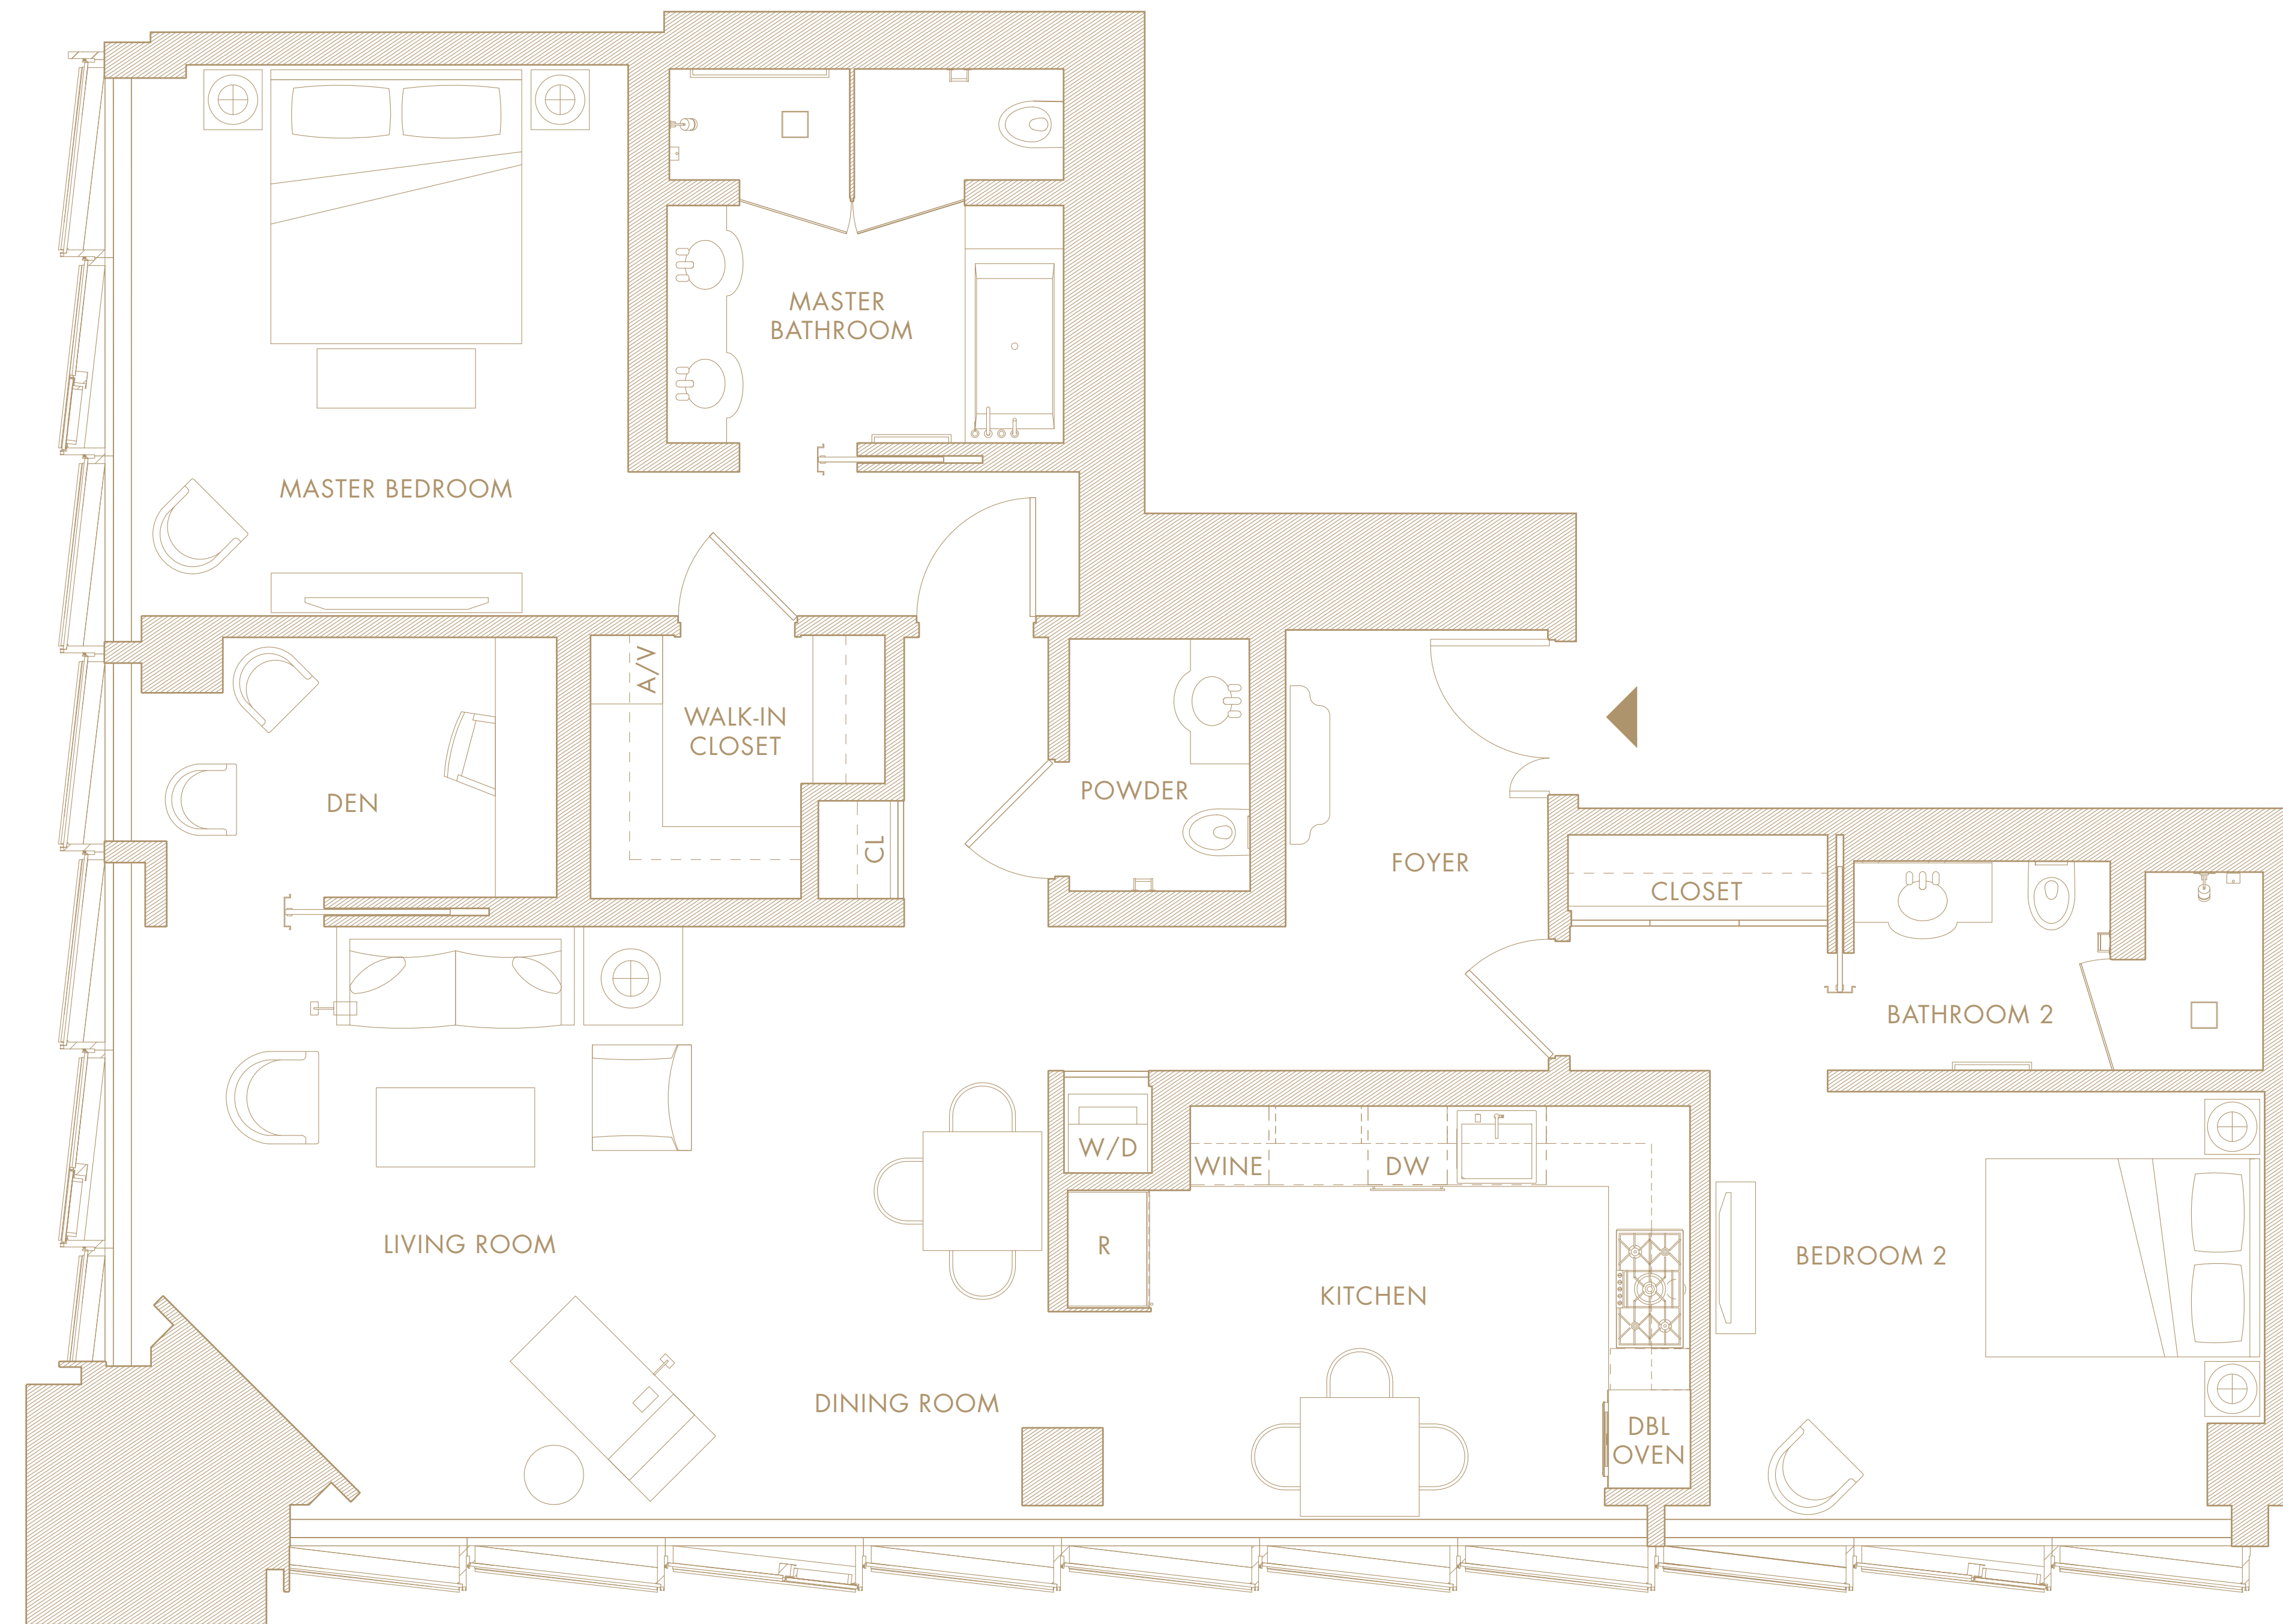 MASTER
BATHROOM
MASTER BEDROOM
A/V
WALK-IN
CLOSET
POWDER
DEN
CL
FOYER
CLOSET
BATHROOM 2
W/D
WINE
DW
LIVING ROOM
R
BEDROOM 2
KITCHEN
DINING ROOM
DBL
OVEN